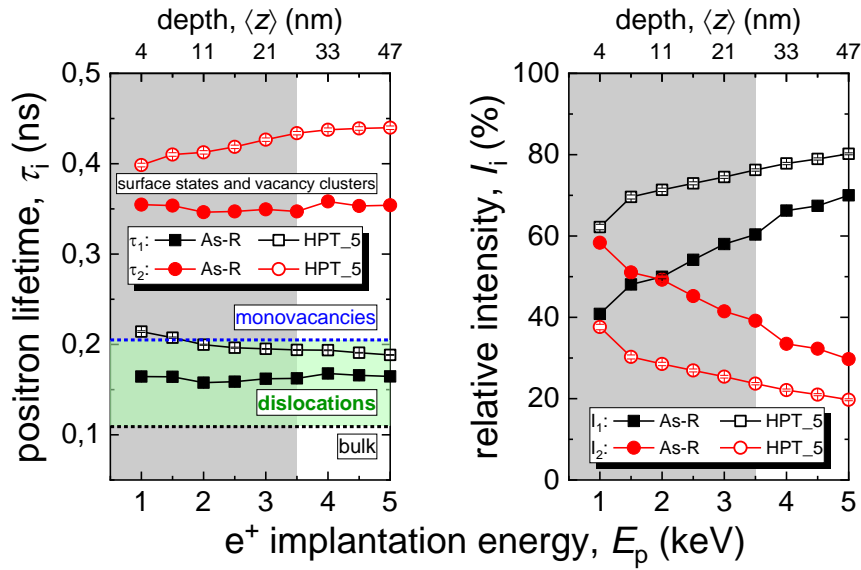 depth, ⟨z⟩ (nm)
4 11 21 33 47
0,5
0,4
0,3
0,2
0,1
positron lifetime, τi (ns)
surface states and vacancy clusters
τ1: As-R HPT_5
τ2: As-R HPT_5
monovacancies
dislocations
bulk
1 2 3 4 5
depth, ⟨z⟩ (nm)
4 11 21 33 47
100
80
60
40
20
0
relative intensity, Ii (%)
I1: As-R HPT_5
I2: As-R HPT_5
1 2 3 4 5
e+ implantation energy, Ep (keV)